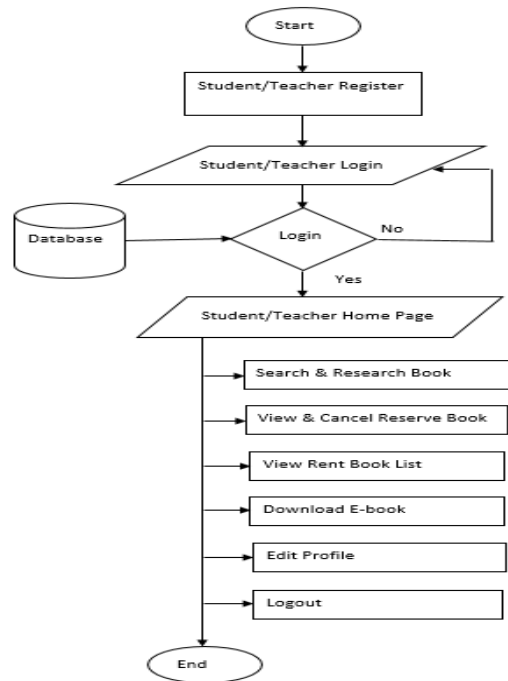 Start
Student/Teacher Register
Student/Teacher Login
Login
No
Database
Yes
Student/Teacher Home Page
Search & Research Book
View & Cancel Reserve Book
View Rent Book List
Download E-book
Edit Profile
Logout
End